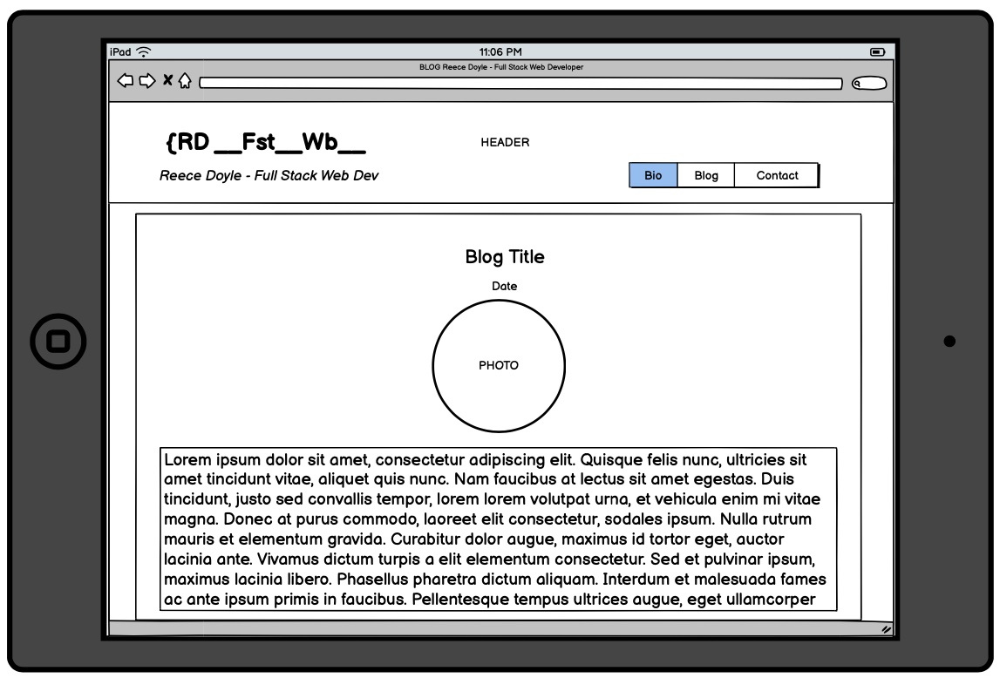 iPad
11:06 PM
BLOG Reece Doyle - Full Stack Web Developer
{RD __Fst__Wb__
HEADER
Reece Doyle - Full Stack Web Dev
Bio
Blog
Contact
Blog Title
Date
PHOTO
Lorem ipsum dolor sit amet, consectetur adipiscing elit. Quisque felis nunc, ultricies sit
amet tincidunt vitae, aliquet quis nunc. Nam faucibus at lectus sit amet egestas. Duis
tincidunt, justo sed convallis tempor, lorem lorem volutpat urna, et vehicula enim mi vitae
magna. Donec at purus commodo, laoreet elit consectetur, sodales ipsum. Nulla rutrum
mauris et elementum gravida. Curabitur dolor augue, maximus id tortor eget, auctor
lacinia ante. Vivamus dictum turpis a elit elementum consectetur. Sed et pulvinar ipsum,
maximus lacinia libero. Phasellus pharetra dictum aliquam. Interdum et malesuada fames
ac ante ipsum primis in faucibus. Pellentesque tempus ultrices augue, eget ullamcorper